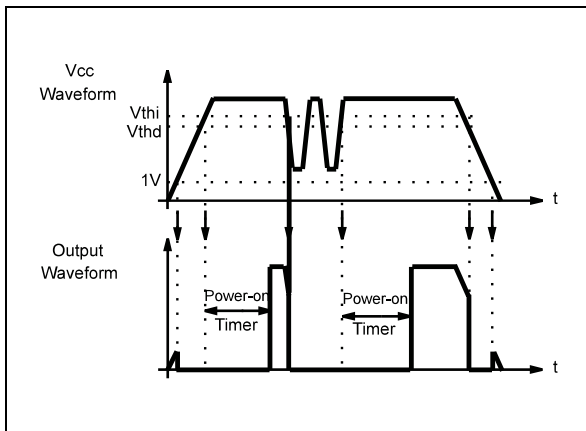 Vcc
Waveform
Vthi
Vthd
1V
t
Output
Waveform
Power-on
Timer
Power-on
Timer
t